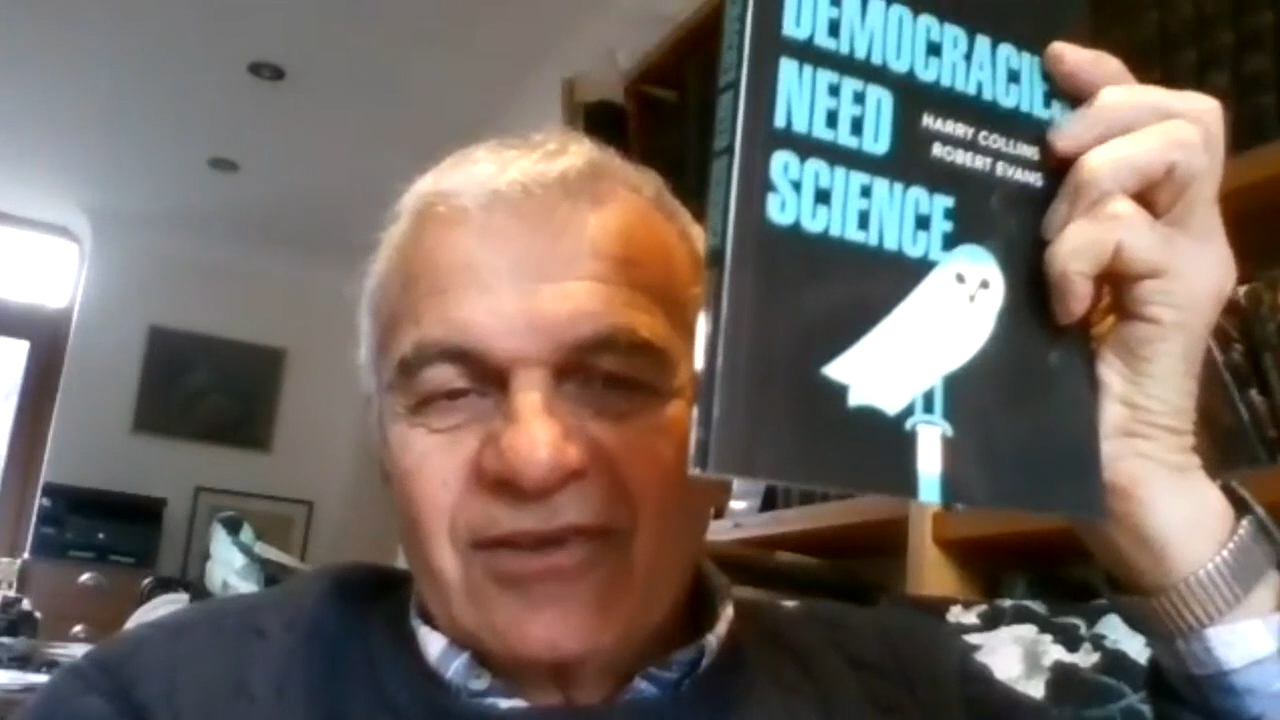 DEMOCRACIE
NEED
SCIENCE
HARRY COLLINS
ROBERT EVANS